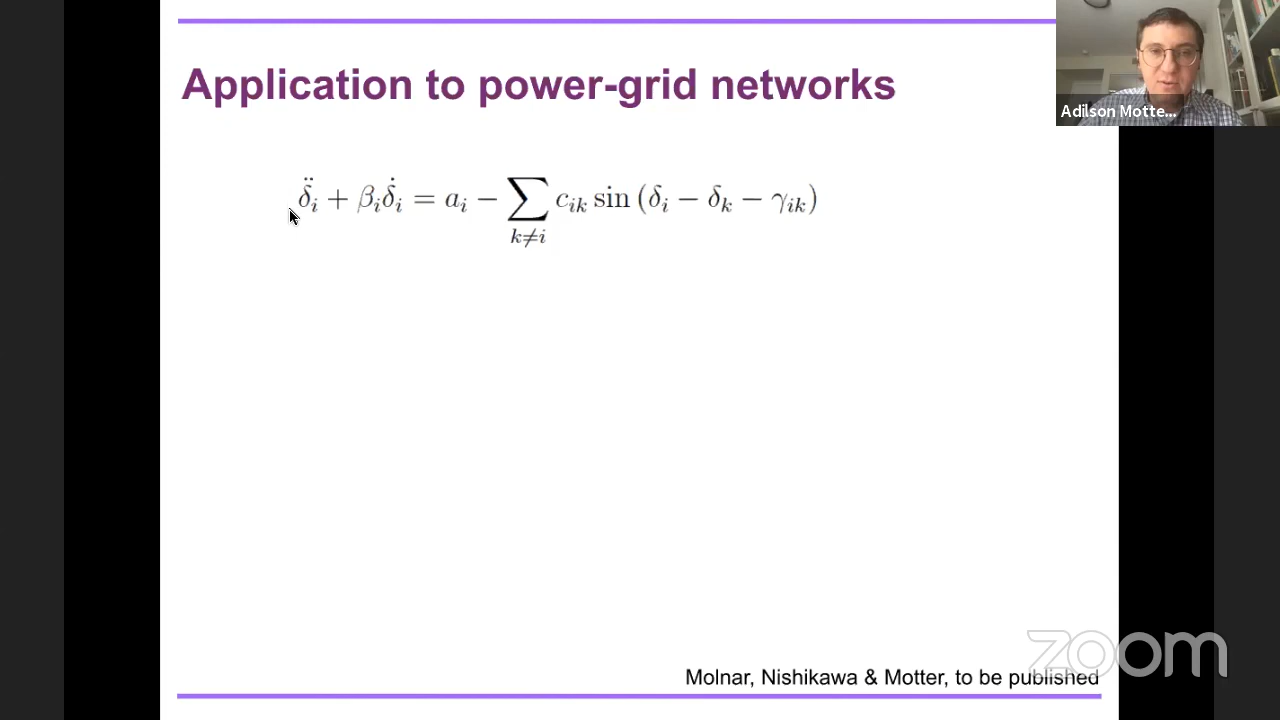 Application to power-grid networks
Adilson Motte...
δ̈ᵢ + βᵢδ̇ᵢ = aᵢ − ∑ cᵢₖ sin (δᵢ − δₖ − γᵢₖ)
k≠i
zoom
Molnar, Nishikawa & Motter, to be published